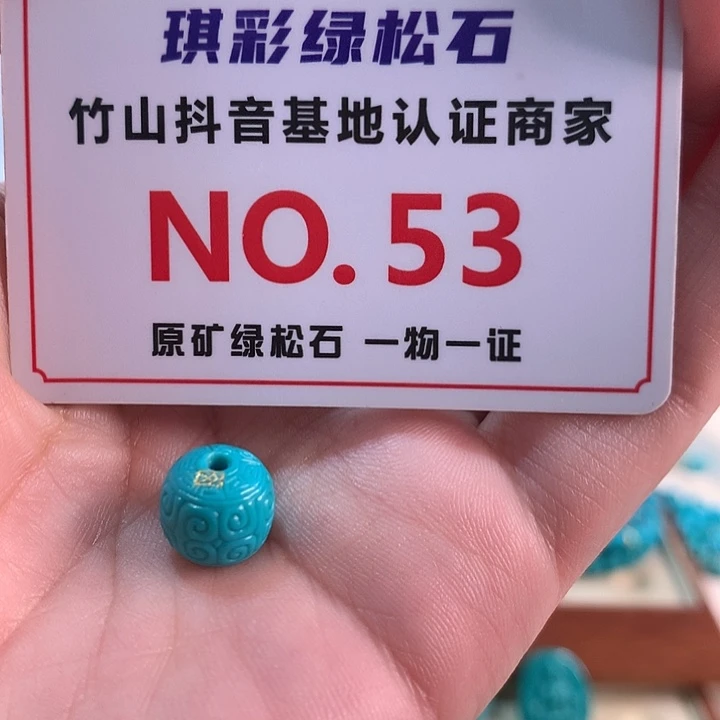 琪彩绿松石
竹山抖音基地认证商家
NO.53
原矿绿松石 一物一证